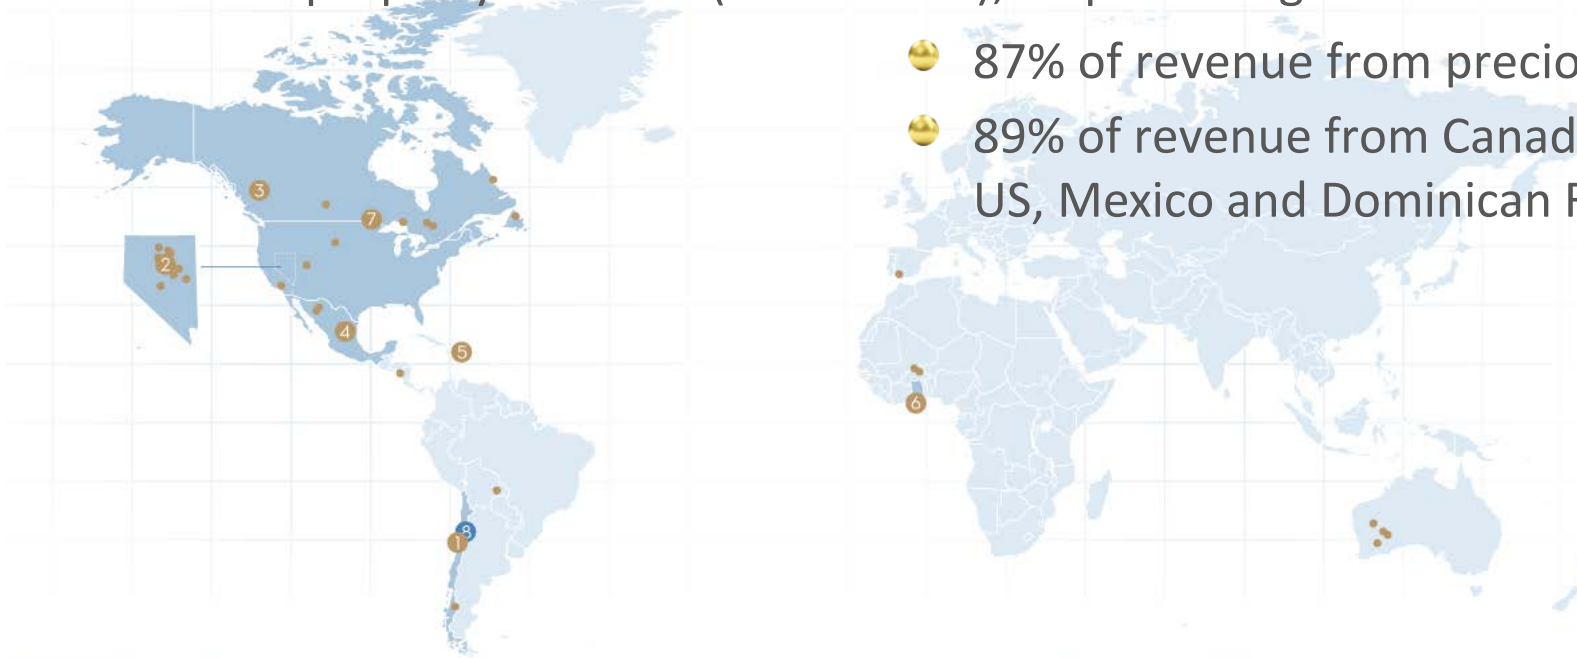 87% of revenue from precio
89% of revenue from Canad
US, Mexico and Dominican
3
7
2
4
5
6
8
1